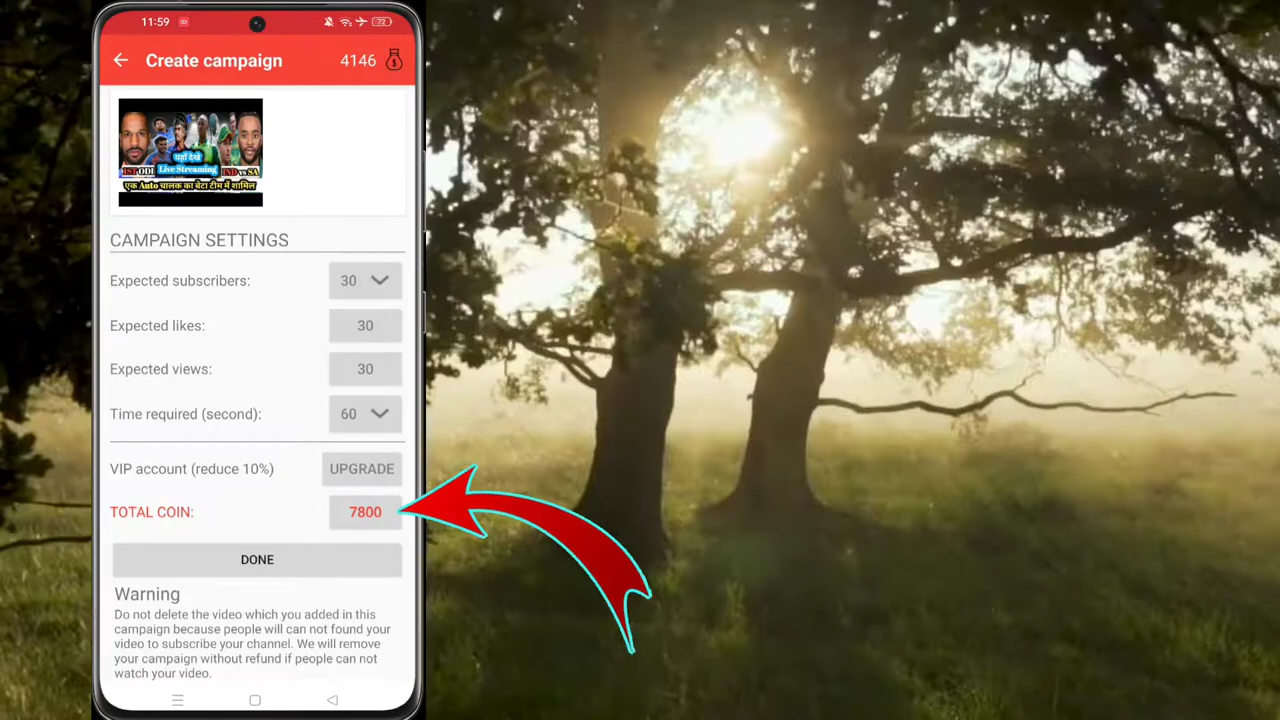 11:59
72
Create campaign
4146
यहाँ देखे
1ST ODI Live Streaming IND vs SA
एक Auto चालक का बेटा टीम में शामिल
CAMPAIGN SETTINGS
Expected subscribers: 30
Expected likes: 30
Expected views: 30
Time required (second): 60
VIP account (reduce 10%) UPGRADE
TOTAL COIN: 7800
DONE
Warning
Do not delete the video which you added in this
campaign because people will can not found your
video to subscribe your channel. We will remove
your campaign without refund if people can not
watch your video.